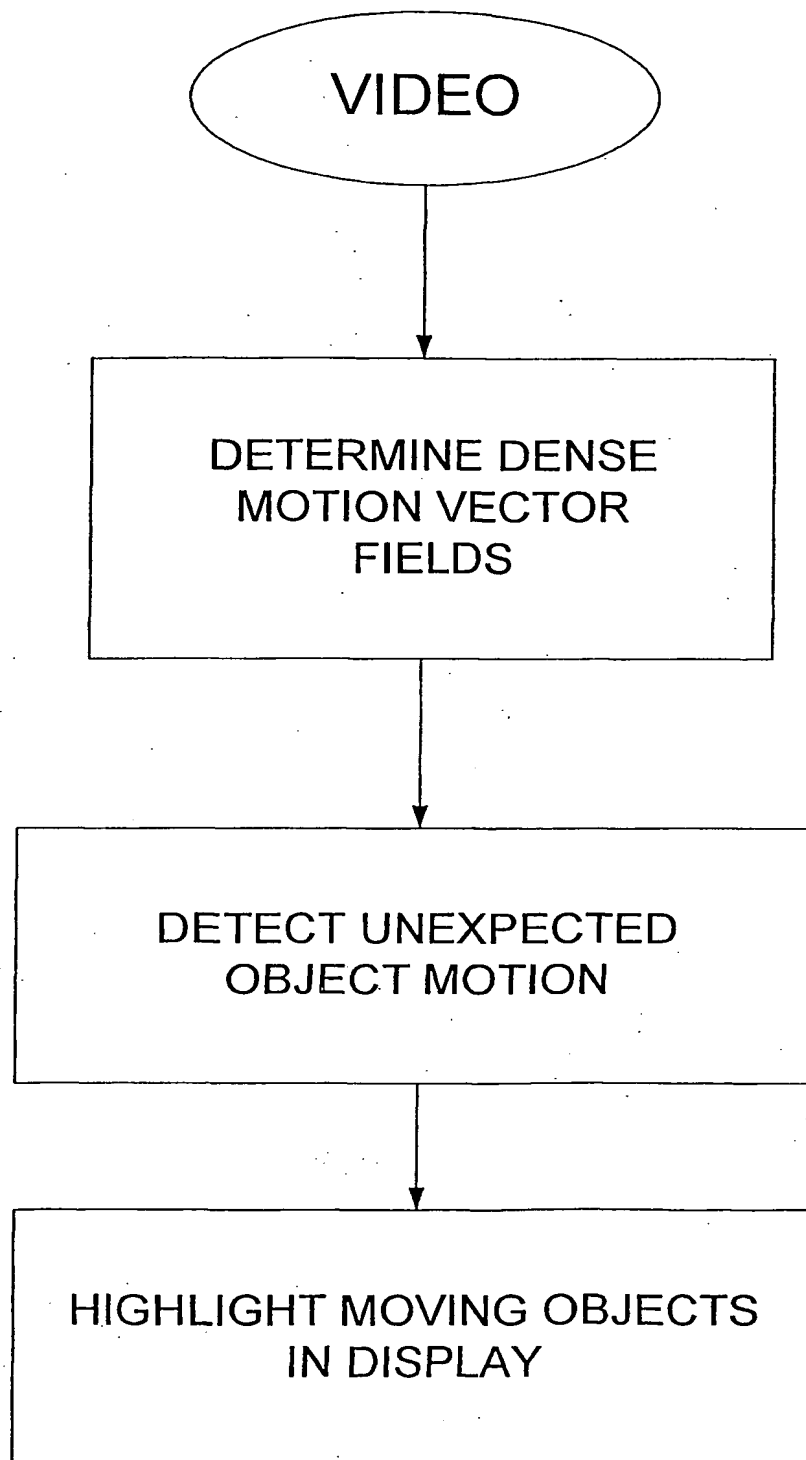 VIDEO
DETERMINE DENSE
MOTION VECTOR
FIELDS
DETECT UNEXPECTED
OBJECT MOTION
HIGHLIGHT MOVING OBJECTS
IN DISPLAY